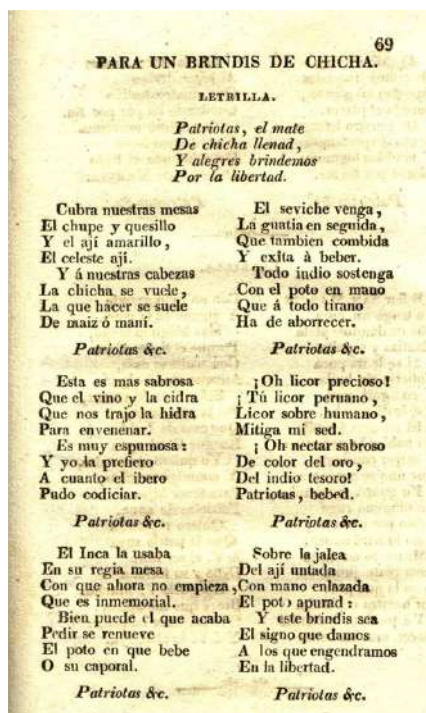 69
PARA UN BRINDIS DE CHICHA.
LETRILLA.
Patriotas, el mate
De chicha llenad,
Y alegres brindemos
Por la libertad.
Cubra nuestras mesas
El chupe y quesillo
Y el ají amarillo,
El celeste ají.
Y á nuestras cabezas
La chicha se vuele,
La que hacer se suele
De maiz ó maní.
Patriotas &c.
Esta es mas sabrosa
Que el vino y la cidra
Que nos trajo la hidra
Para envenenar.
Es muy espumosa:
Y yo la prefiero
A cuanto el ibero
Pudo codiciar.
Patriotas &c.
El Inca la usaba
En su regia mesa
Con que ahora no empieza,
Que es inmemorial.
Bien puede el que acaba
Pedir se renueve
El poto en que bebe
O su caporal.
Patriotas &c.
El seviche venga,
La guatia en seguida,
Que tambien combida
Y exita à beber.
Todo indio sostenga
Con el poto en mano
Que á todo tirano
Ha de aborrecer.
Patriotas &c.
¡Oh licor precioso!
¡Tú licor peruano,
Licor sobre humano,
Mitiga mi sed.
¡Oh nectar sabroso
De color del oro,
Del indio tesoro!
Patriotas, bebed.
Patriotas &c.
Sobre la jalea
Del ají untada
Con mano enlazada
El poto apurad:
Y este brindis sea
El signo que damos
A los que engendramos
En la libertad.
Patriotas &c.